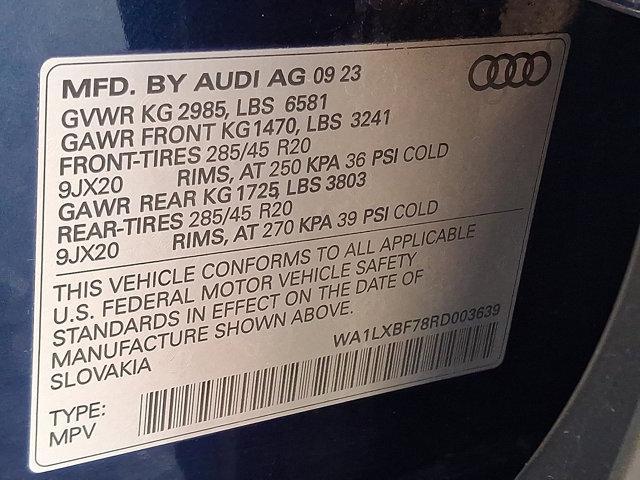 MFD. BY AUDI AG 09 23
GVWR KG 2985, LBS 6581
GAWR FRONT KG 1470, LBS 3241
FRONT-TIRES 285/45 R20
9JX20 RIMS, AT 250 KPA 36 PSI COLD
GAWR REAR KG 1725, LBS 3803
REAR-TIRES 285/45 R20
9JX20 RIMS, AT 270 KPA 39 PSI COLD
THIS VEHICLE CONFORMS TO ALL APPLICABLE
U.S. FEDERAL MOTOR VEHICLE SAFETY
STANDARDS IN EFFECT ON THE DATE OF
MANUFACTURE SHOWN ABOVE.
SLOVAKIA WA1LXBF78RD003639
TYPE:
MPV